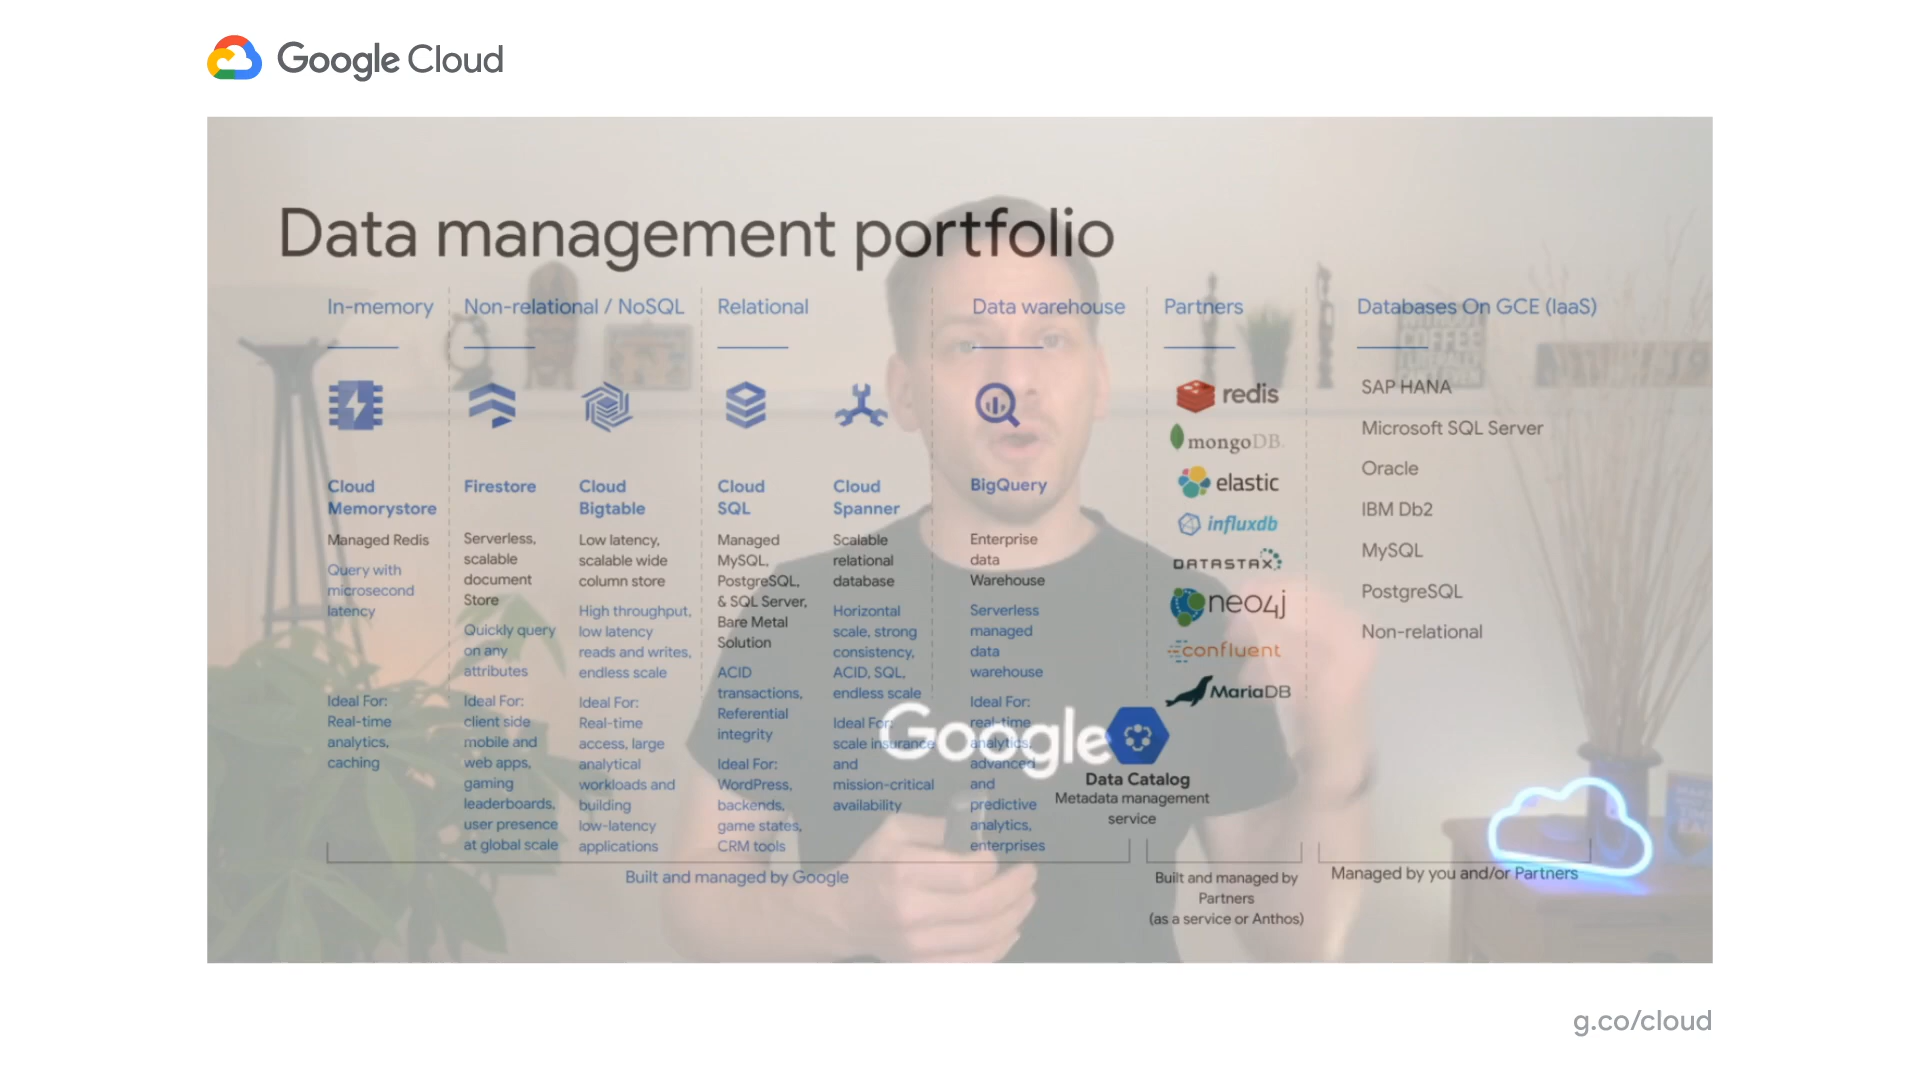 Google Cloud
Data management portfolio
In-memory
Cloud
Memorystore
Managed Redis
Query with
microsecond
latency
Ideal For:
Real-time
analytics,
caching
Non-relational / NoSQL
Firestore
Serverless,
scalable
document
Store
Quickly query
on any
attributes
Ideal For:
client side
mobile and
web apps,
gaming
leaderboards,
user presence
at global scale
Cloud
Bigtable
Low latency,
scalable wide
column store
High throughput,
low latency
reads and writes,
endless scale
Ideal For:
Real-time
access, large
analytical
workloads and
building
low-latency
applications
Relational
Cloud
SQL
Managed
MySQL,
PostgreSQL,
& SQL Server,
Bare Metal
Solution
ACID
transactions,
Referential
integrity
Ideal For:
WordPress,
backends,
game states,
CRM tools
Cloud
Spanner
Scalable
relational
database
Horizontal
scale, strong
consistency,
ACID, SQL,
endless scale
Ideal For:
scale insurance
and
mission-critical
availability
Data warehouse
BigQuery
Enterprise
data
Warehouse
Serverless
managed
data
warehouse
Ideal For:
real-time
analytics,
advanced
and
predictive
analytics,
enterprises
Google
Data Catalog
Metadata management
service
Built and managed by Google
Partners
redis
mongoDB.
elastic
influxdb
DATASTAX
neo4j
confluent
MariaDB
Built and managed by
Partners
(as a service or Anthos)
Databases On GCE (IaaS)
SAP HANA
Microsoft SQL Server
Oracle
IBM Db2
MySQL
PostgreSQL
Non-relational
Managed by you and/or Partners
WITHOUT
COFFEE
g.co/cloud